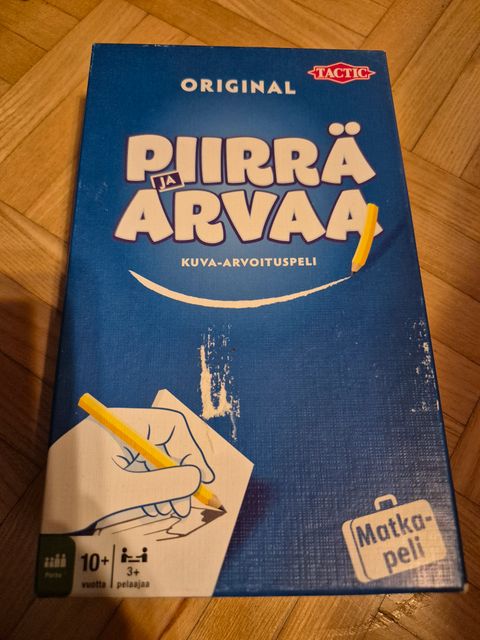 TACTIC
ORIGINAL
PIIRRÄ
JA
ARVAA
KUVA-ARVOITUSPELI
Matka-
peli
10+
vuotta
3+
pelaajaa